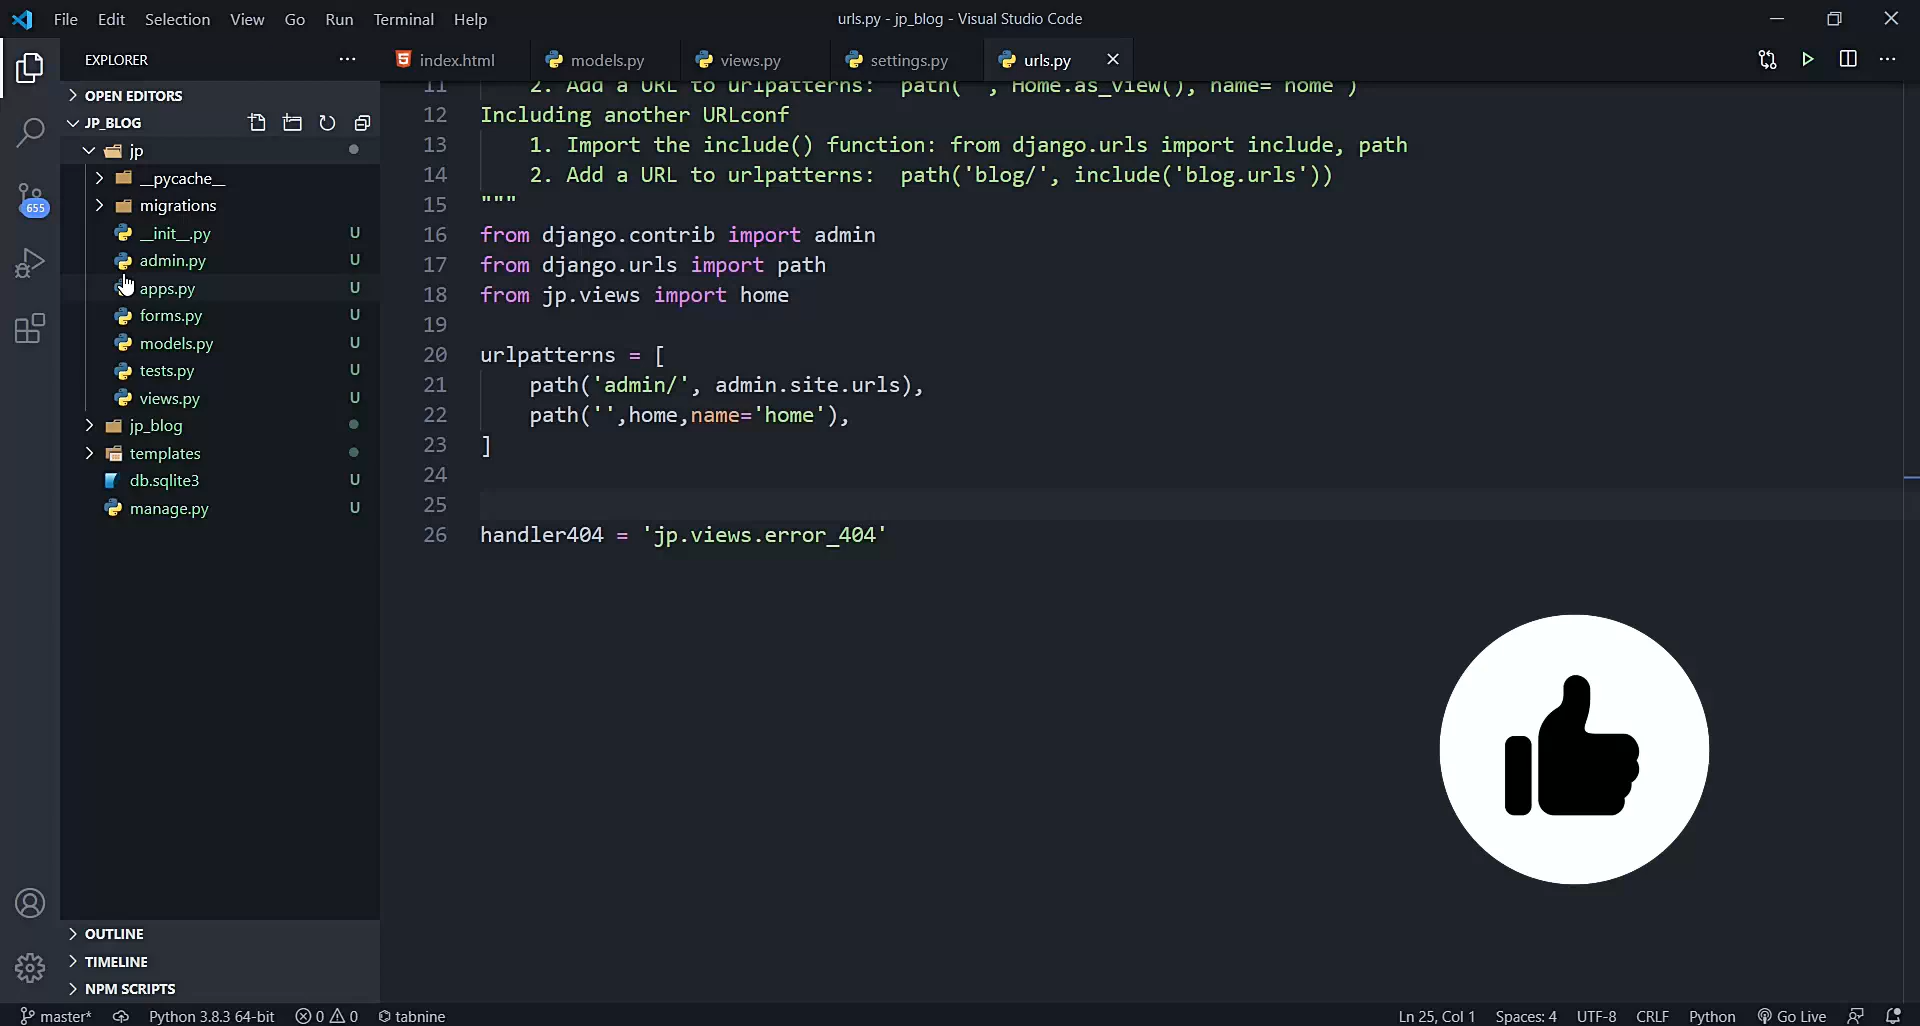 File Edit Selection View Go Run Terminal Help
urls.py - jp_blog - Visual Studio Code
EXPLORER
index.html
models.py
views.py
settings.py
urls.py
OPEN EDITORS
JP_BLOG
jp
__pycache__
migrations
__init__.py U
admin.py U
apps.py U
forms.py U
models.py U
tests.py U
views.py U
jp_blog
templates
db.sqlite3 U
manage.py U
655
OUTLINE
TIMELINE
NPM SCRIPTS
11 2. Add a URL to urlpatterns: path('', Home.as_view(), name='home')
12 Including another URLconf
13 1. Import the include() function: from django.urls import include, path
14 2. Add a URL to urlpatterns: path('blog/', include('blog.urls'))
15 """
16 from django.contrib import admin
17 from django.urls import path
18 from jp.views import home
19
20 urlpatterns = [
21 path('admin/', admin.site.urls),
22 path('',home,name='home'),
23 ]
24
25
26 handler404 = 'jp.views.error_404'
master* Python 3.8.3 64-bit 0 0 tabnine
Ln 25, Col 1 Spaces: 4 UTF-8 CRLF Python Go Live